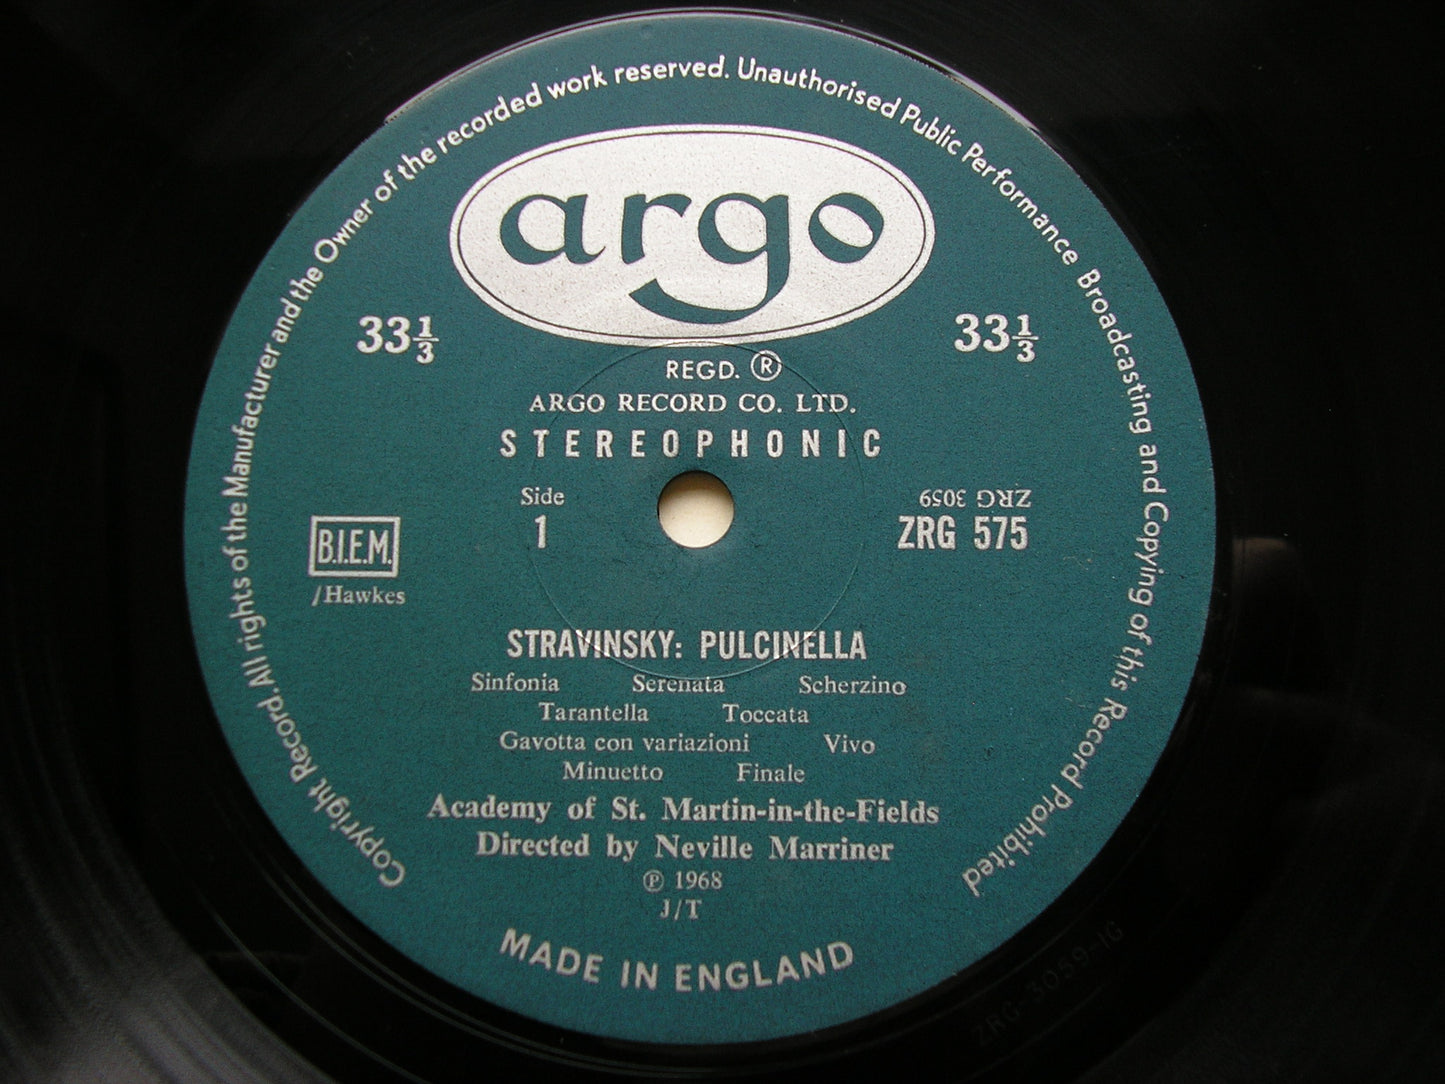 Copyright Record. All rights of the Manufacturer and the Owner of the recorded work reserved. Unauthorised Public Performance Broadcasting and Copying of this Record Prohibited
argo
33⅓
33⅓
REGD. ®
ARGO RECORD CO. LTD.
STEREOPHONIC
Side
1
ZRG 3059
ZRG 575
B.I.E.M.
/Hawkes
STRAVINSKY: PULCINELLA
Sinfonia Serenata Scherzino
Tarantella Toccata
Gavotta con variazioni Vivo
Minuetto Finale
Academy of St. Martin-in-the-Fields
Directed by Neville Marriner
℗ 1968
J/T
MADE IN ENGLAND
ZRG-3059-1G